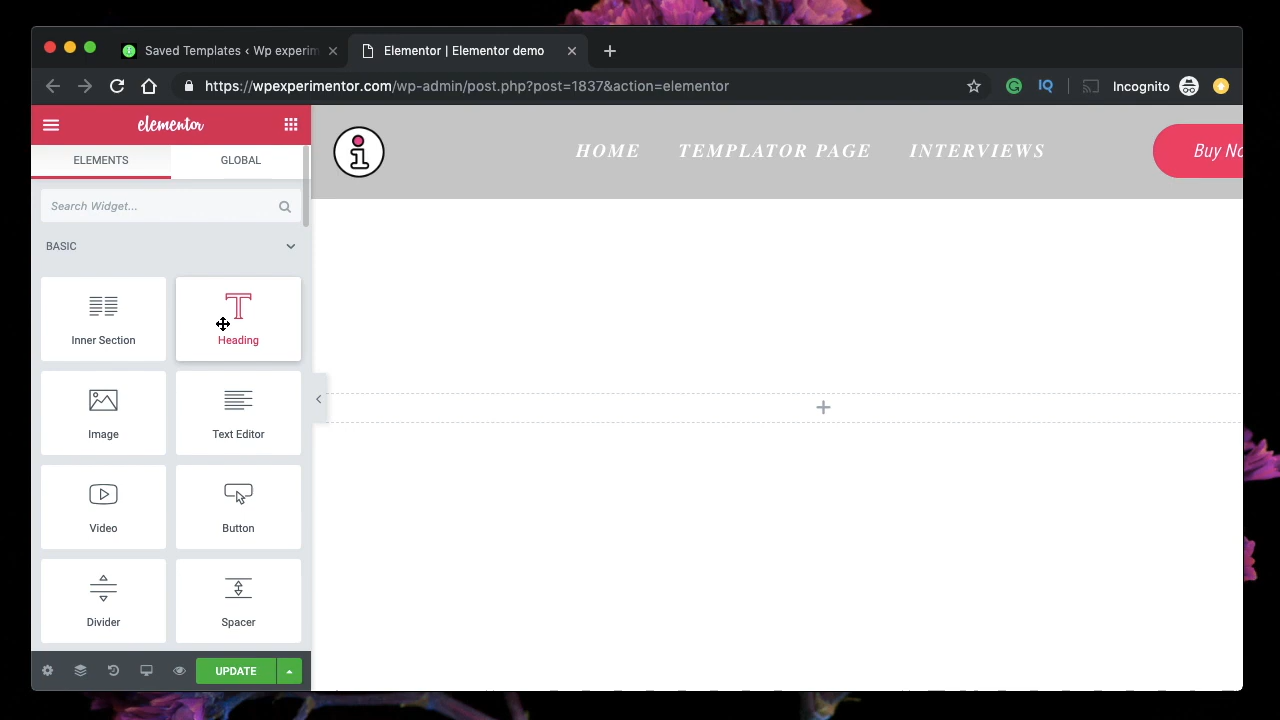 Saved Templates ‹ Wp experim
Elementor | Elementor demo
https://wpexperimentor.com/wp-admin/post.php?post=1837&action=elementor
IQ
Incognito
elementor
HOME
TEMPLATOR PAGE
INTERVIEWS
Buy No
ELEMENTS
GLOBAL
Search Widget...
BASIC
Inner Section
Heading
Image
Text Editor
Video
Button
Divider
Spacer
UPDATE